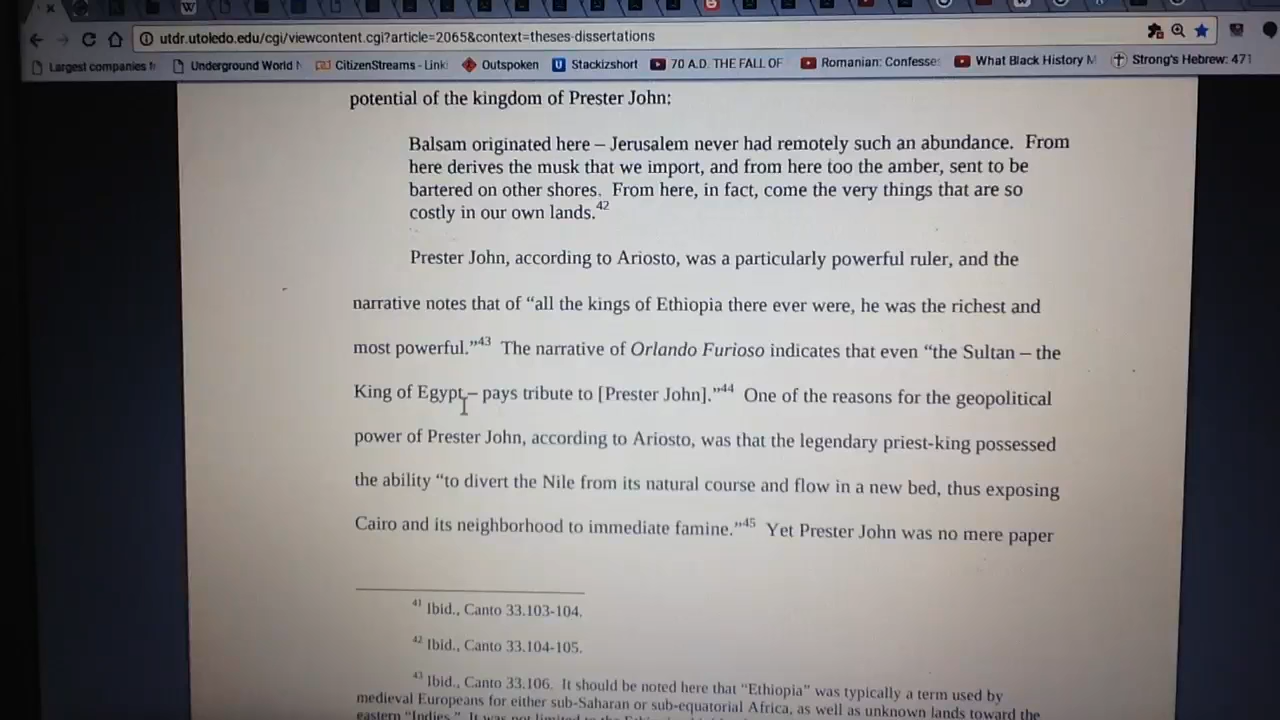 utdr.utoledo.edu/cgi/viewcontent.cgi?article=2065&context=theses-dissertations
Largest companies Underground World CitizenStreams - Link Outspoken Stackizshort 70 A.D. THE FALL OF Romanian: Confesse What Black History M Strong's Hebrew: 471
potential of the kingdom of Prester John:
Balsam originated here – Jerusalem never had remotely such an abundance. From
here derives the musk that we import, and from here too the amber, sent to be
bartered on other shores. From here, in fact, come the very things that are so
costly in our own lands.42
Prester John, according to Ariosto, was a particularly powerful ruler, and the
narrative notes that of “all the kings of Ethiopia there ever were, he was the richest and
most powerful.”43 The narrative of Orlando Furioso indicates that even “the Sultan – the
King of Egypt – pays tribute to [Prester John].”44 One of the reasons for the geopolitical
power of Prester John, according to Ariosto, was that the legendary priest-king possessed
the ability “to divert the Nile from its natural course and flow in a new bed, thus exposing
Cairo and its neighborhood to immediate famine.”45 Yet Prester John was no mere paper
41 Ibid., Canto 33.103-104.
42 Ibid., Canto 33.104-105.
43 Ibid., Canto 33.106. It should be noted here that “Ethiopia” was typically a term used by
medieval Europeans for either sub-Saharan or sub-equatorial Africa, as well as unknown lands toward the
eastern “Indies.” It was not limited to the